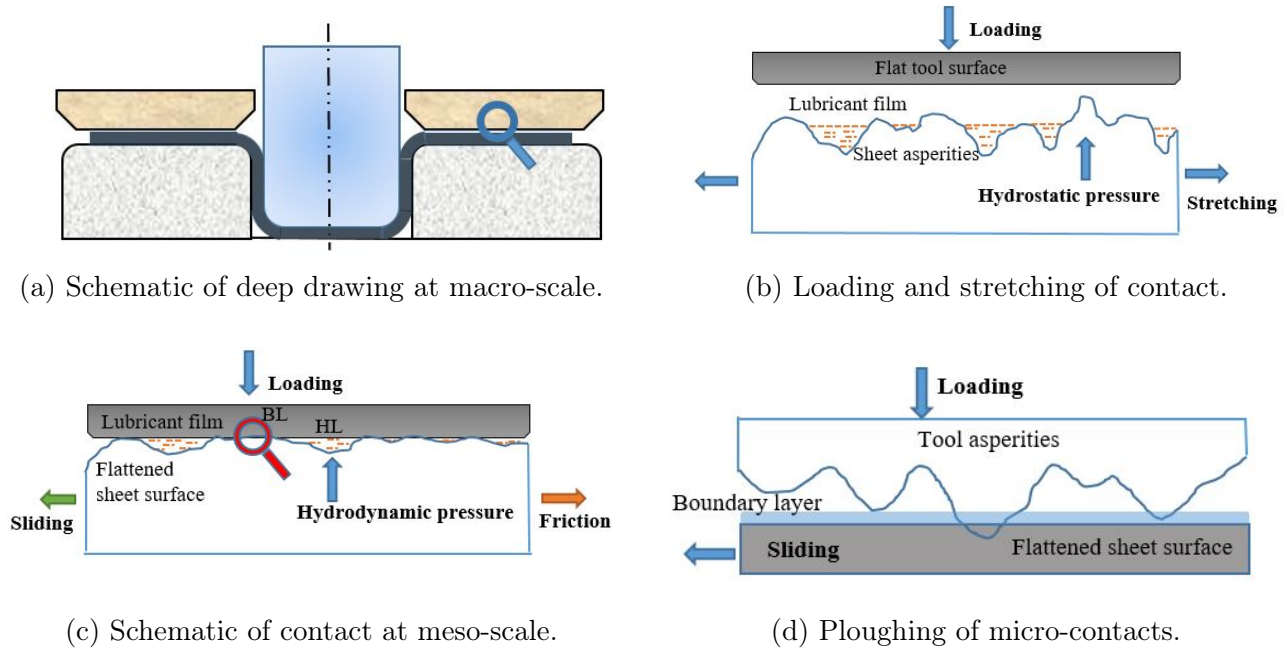 Loading
Flat tool surface
Lubricant film
Sheet asperities
Hydrostatic pressure
Stretching
(a) Schematic of deep drawing at macro-scale.
(b) Loading and stretching of contact.
Loading
Lubricant film
BL
HL
Flattened
sheet surface
Sliding
Hydrodynamic pressure
Friction
Loading
Tool asperities
Boundary layer
Sliding
Flattened sheet surface
(c) Schematic of contact at meso-scale.
(d) Ploughing of micro-contacts.